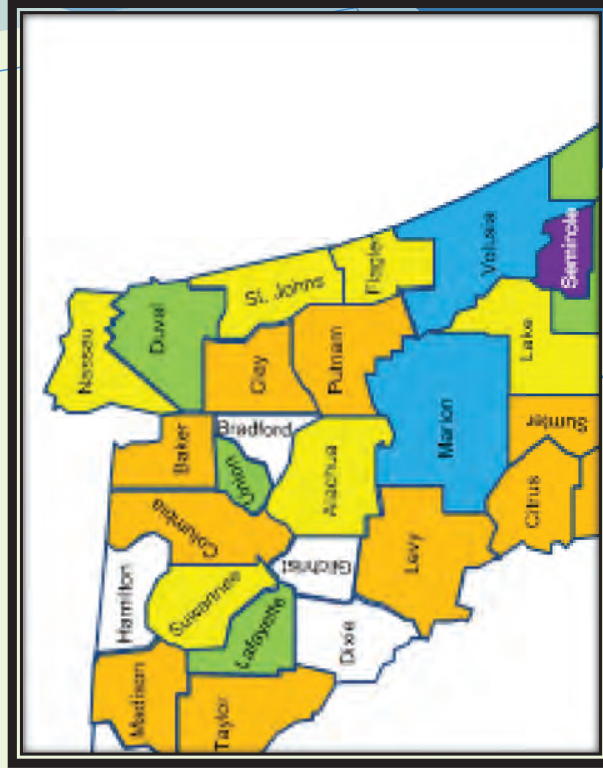 Nassau
Duval
St. Johns
Flagler
Volusia
Seminole
Baker
Clay
Putnam
Lake
Bradford
Union
Columbia
Alachua
Marion
Sumter
Hamilton
Suwannee
Gilchrist
Levy
Citrus
Lafayette
Dixie
Madison
Taylor